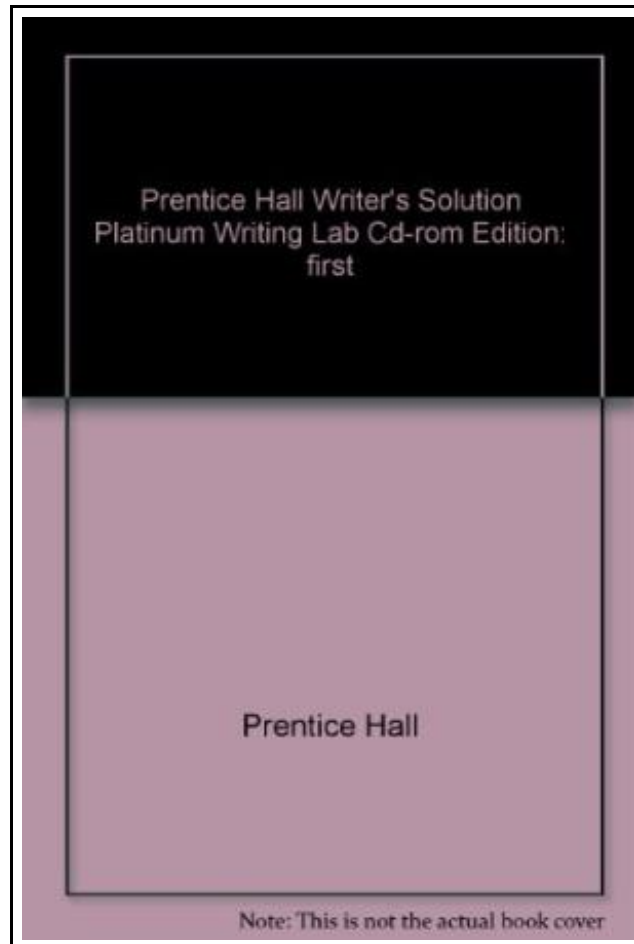 Prentice Hall Writer's Solution
Platinum Writing Lab Cd-rom Edition:
first
Prentice Hall
Note: This is not the actual book cover